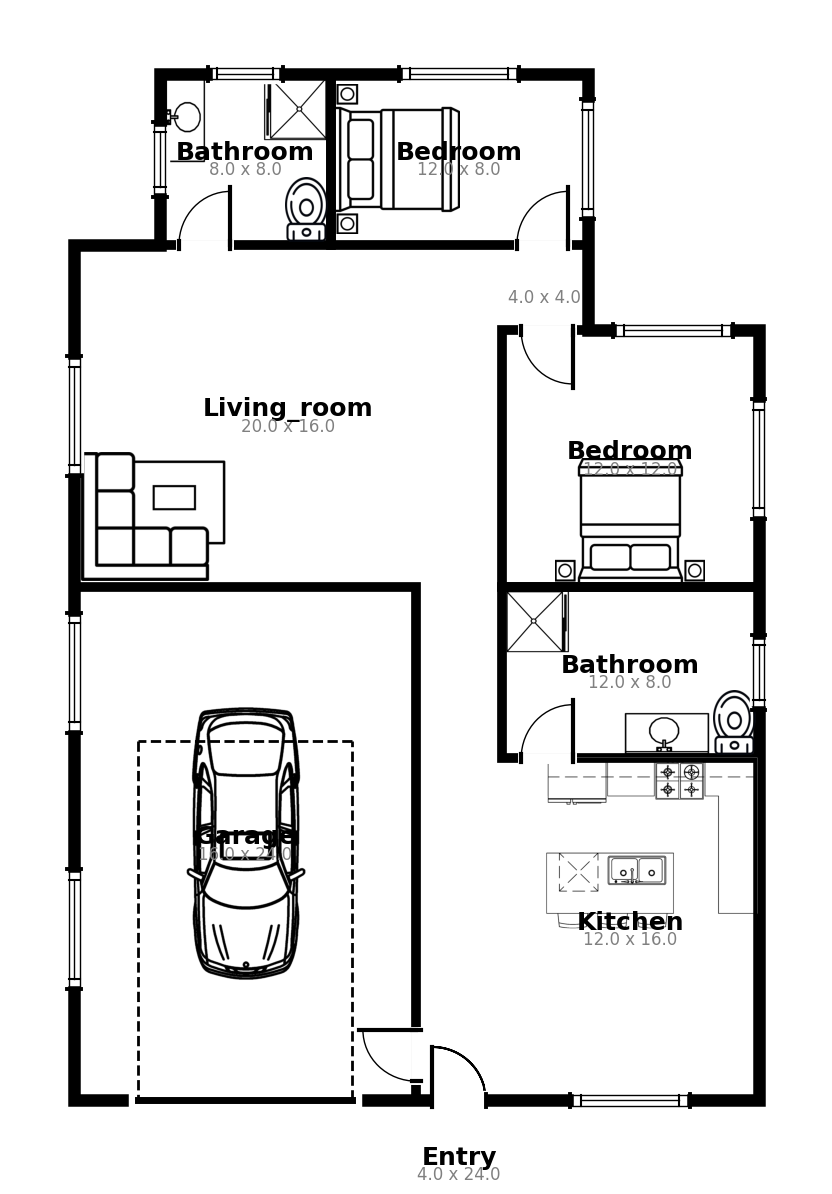 Bathroom
8.0 x 8.0
Bedroom
12.0 x 8.0
4.0 x 4.0
Living_room
20.0 x 16.0
Bedroom
12.0 x 12.0
Bathroom
12.0 x 8.0
Garage
16.0 x 24.0
Kitchen
12.0 x 16.0
Entry
4.0 x 24.0